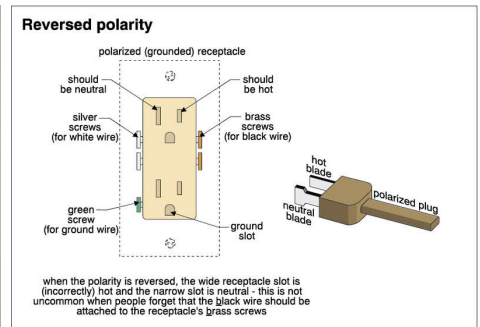 Reversed polarity
polarized (grounded) receptacle
should
be neutral
should
be hot
silver
screws
(for white wire)
brass
screws
(for black wire)
hot
blade
neutral
blade
polarized plug
green
screw
(for ground wire)
ground
slot
when the polarity is reversed, the wide receptacle slot is
(incorrectly) hot and the narrow slot is neutral - this is not
uncommon when people forget that the black wire should be
attached to the receptacle's brass screws